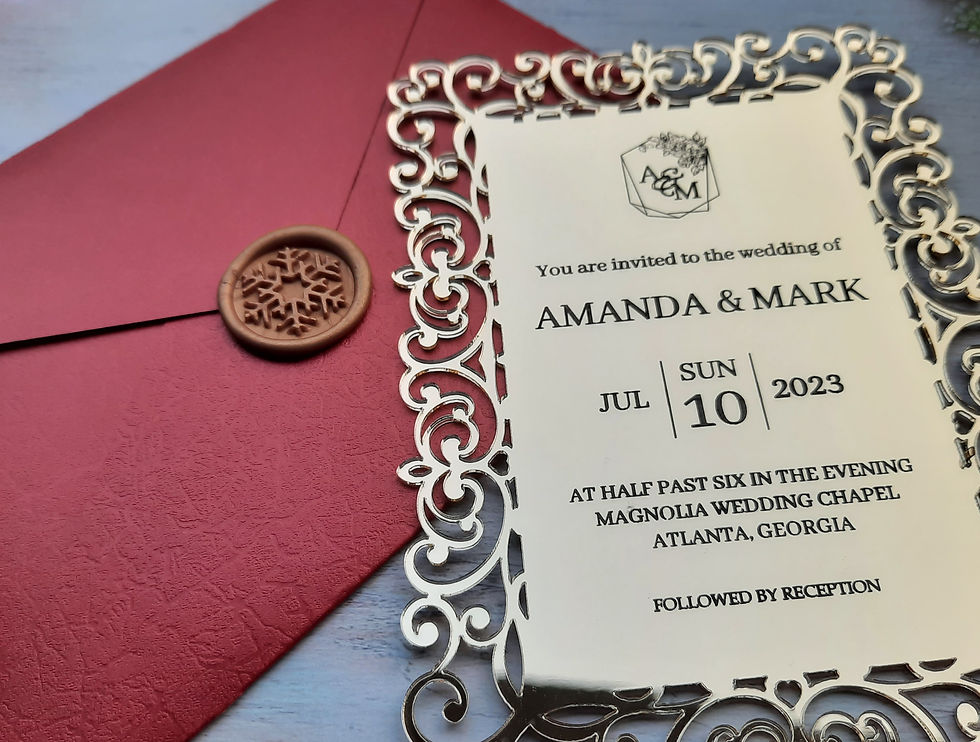 A&M
You are invited to the wedding of
AMANDA & MARK
JUL
SUN
10
2023
AT HALF PAST SIX IN THE EVENING
MAGNOLIA WEDDING CHAPEL
ATLANTA, GEORGIA
FOLLOWED BY RECEPTION